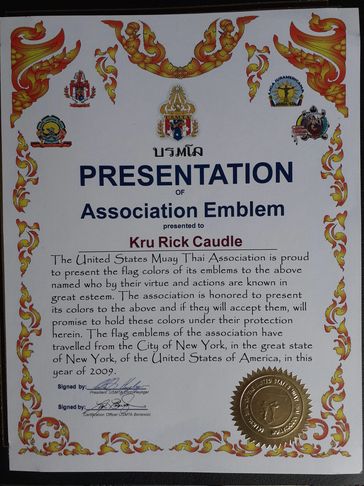 PRESENTATION
OF
Association Emblem
presented to
Kru Rick Caudle
The United States Muay Thai Association is proud
to present the flag colors of its emblems to the above
named who by their virtue and actions are known in
great esteem. The association is honored to present
its colors to the above and if they will accept them, will
promise to hold these colors under their protection
herein. The flag emblems of the association have
travelled from the City of New York, in the great state
of New York, of the United States of America, in this
year of 2009.
Signed by:
President USMTA
Signed by:
Certification Officer USMTA